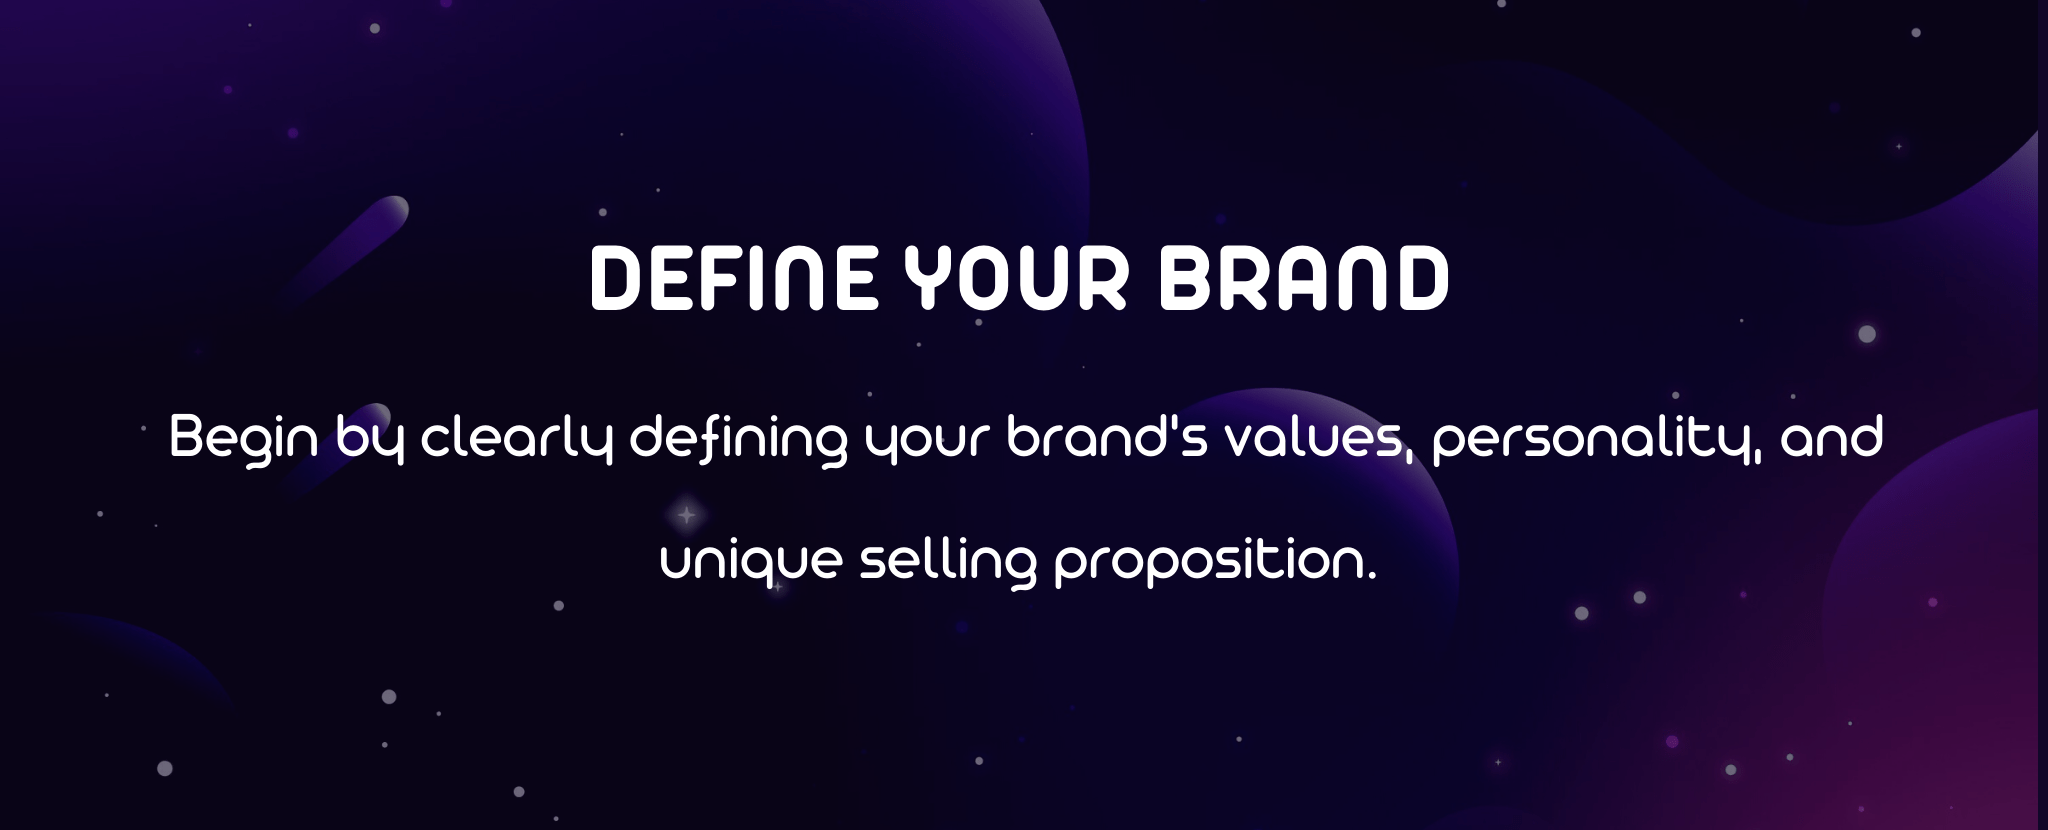 DEFINE YOUR BRAND
Begin by clearly defining your brand's values, personality, and
unique selling proposition.